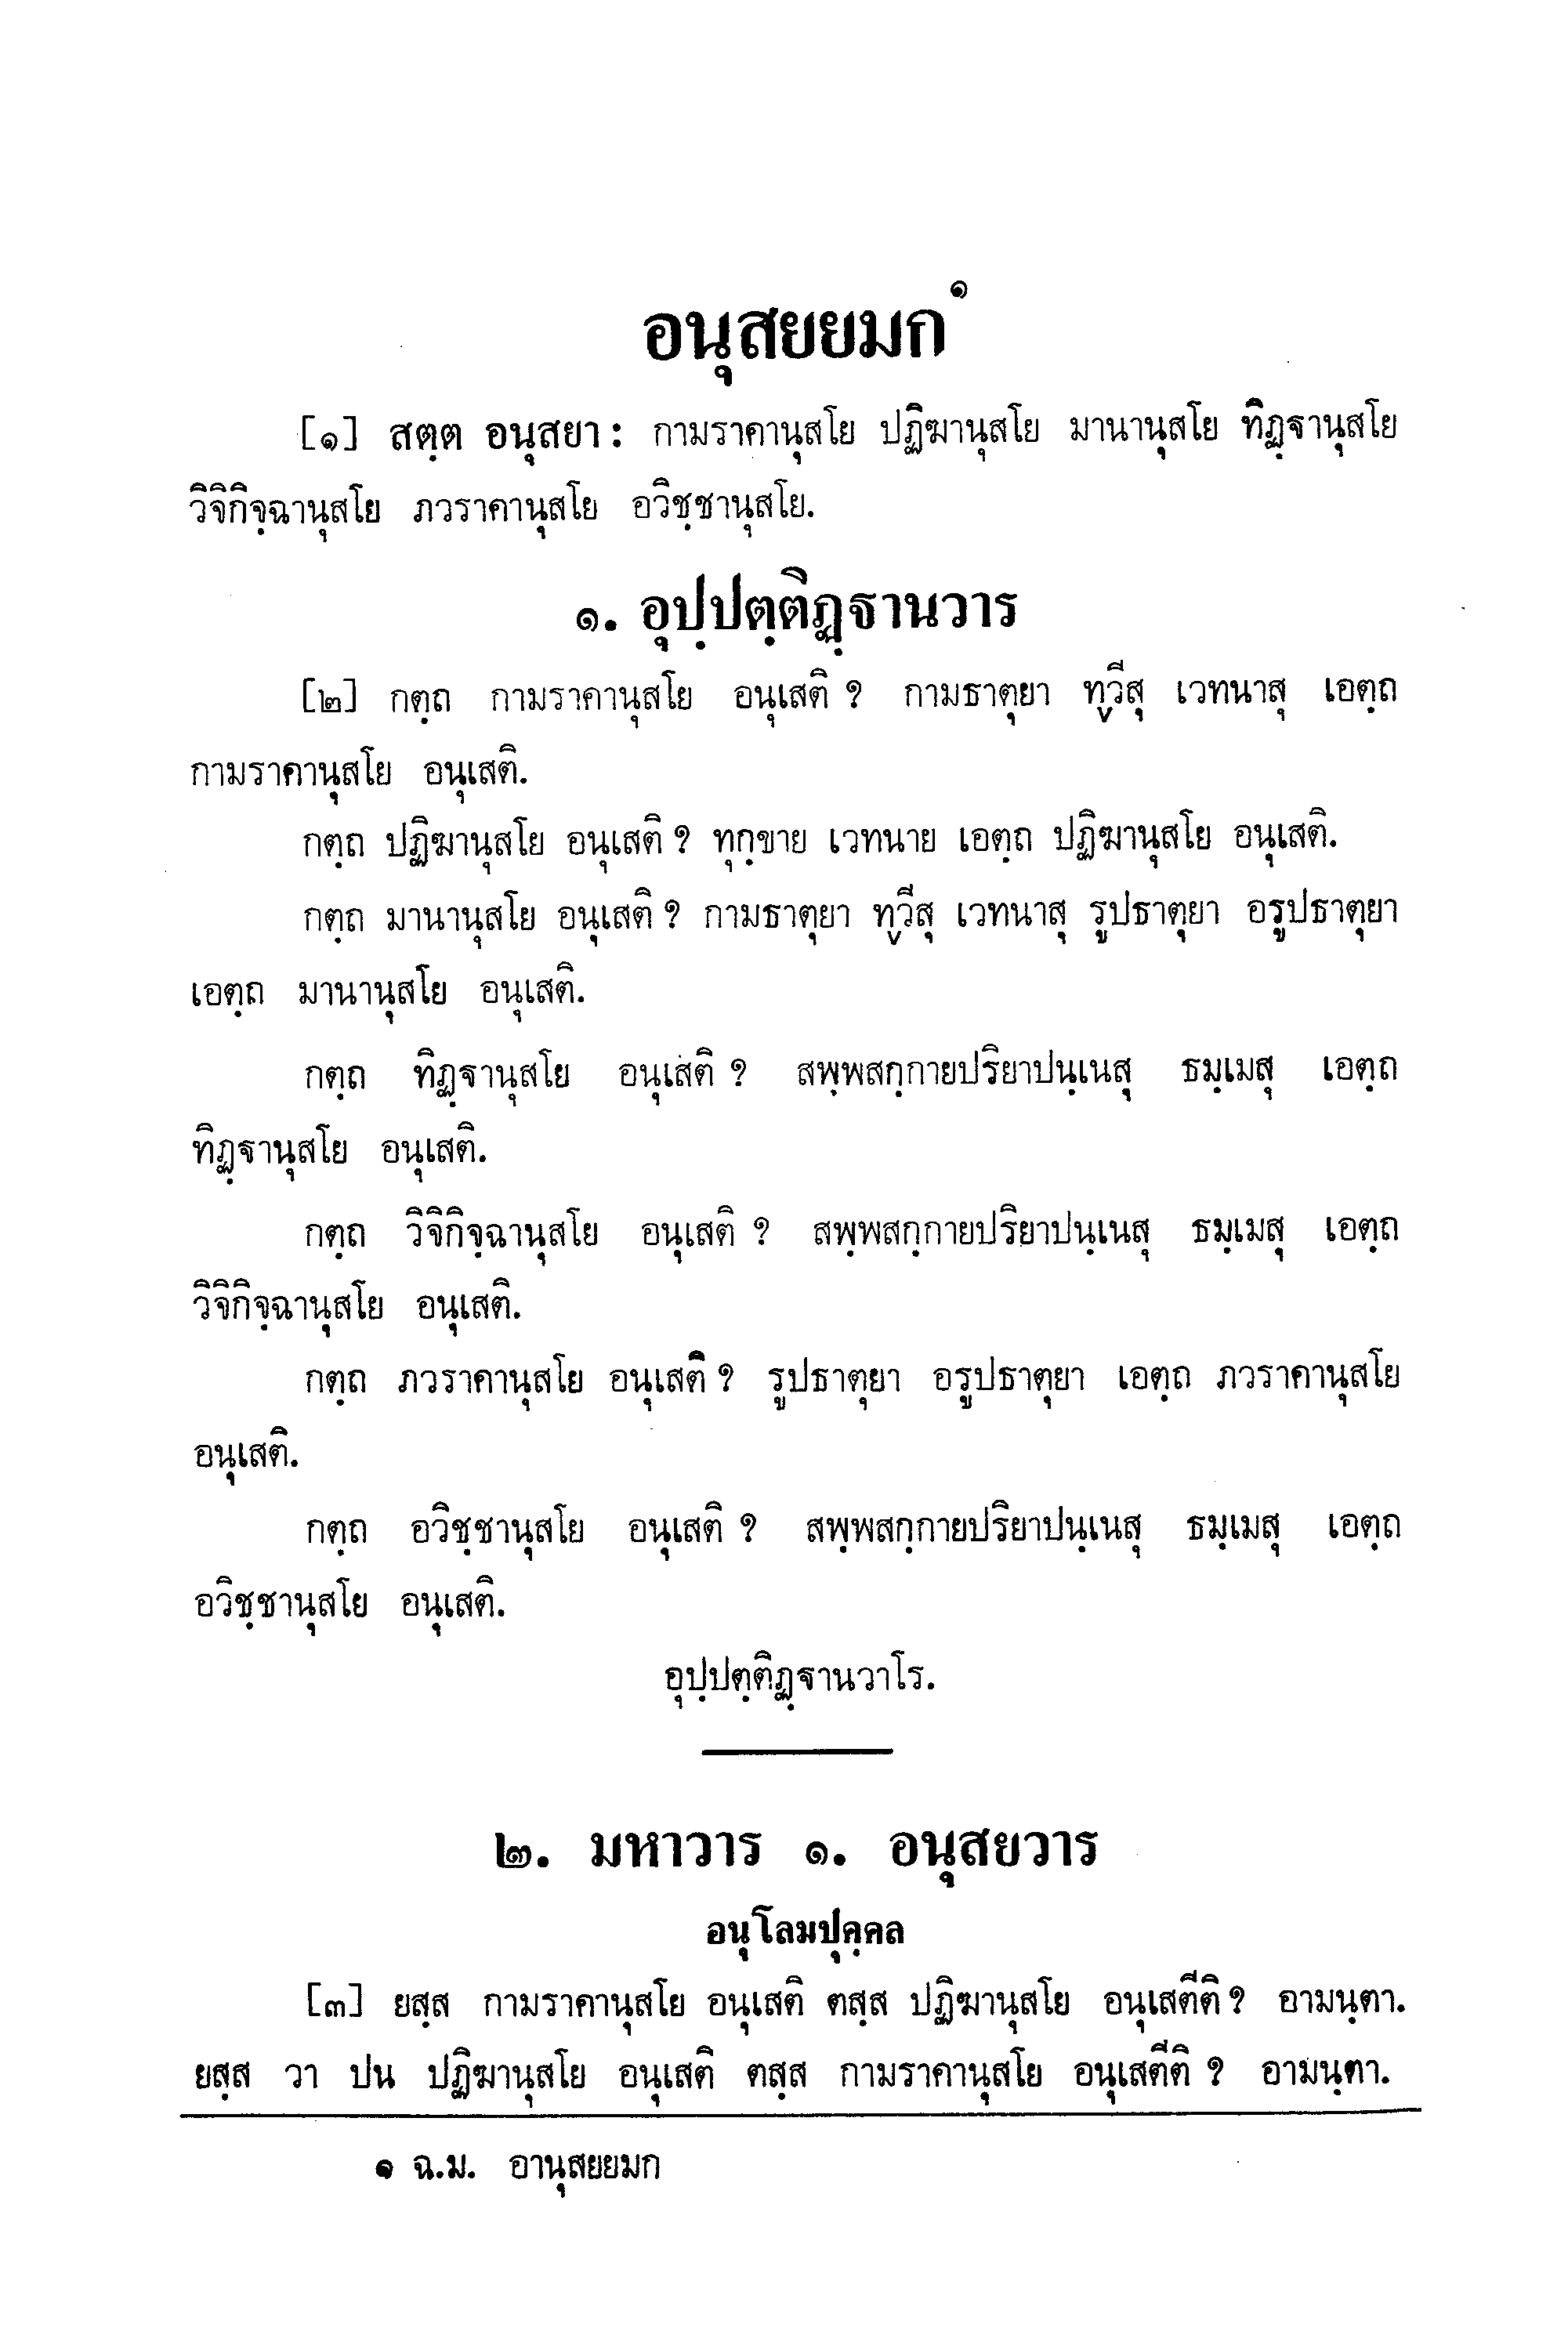 อนุสยยมก๑
[๑] สตฺต อนุสยา : กามราคานุสโย ปฏิฆานุสโย มานานุสโย ทิฏฺฐานุสโย
วิจิกิจฺฉานุสโย ภวราคานุสโย อวิชฺชานุสโย.
๑. อุปฺปตฺติฏฺฐานวาร
[๒] กตฺถ กามราคานุสโย อนุเสติ ? กามธาตุยา ทฺวีสุ เวทนาสุ เอตฺถ
กามราคานุสโย อนุเสติ.
กตฺถ ปฏิฆานุสโย อนุเสติ ? ทุกฺขาย เวทนาย เอตฺถ ปฏิฆานุสโย อนุเสติ.
กตฺถ มานานุสโย อนุเสติ ? กามธาตุยา ทฺวีสุ เวทนาสุ รูปธาตุยา อรูปธาตุยา
เอตฺถ มานานุสโย อนุเสติ.
กตฺถ ทิฏฺฐานุสโย อนุเสติ ? สพฺพสกฺกายปริยาปนฺเนสุ ธมฺเมสุ เอตฺถ
ทิฏฺฐานุสโย อนุเสติ.
กตฺถ วิจิกิจฺฉานุสโย อนุเสติ ? สพฺพสกฺกายปริยาปนฺเนสุ ธมฺเมสุ เอตฺถ
วิจิกิจฺฉานุสโย อนุเสติ.
กตฺถ ภวราคานุสโย อนุเสติ ? รูปธาตุยา อรูปธาตุยา เอตฺถ ภวราคานุสโย
อนุเสติ.
กตฺถ อวิชฺชานุสโย อนุเสติ ? สพฺพสกฺกายปริยาปนฺเนสุ ธมฺเมสุ เอตฺถ
อวิชฺชานุสโย อนุเสติ.
อุปฺปตฺติฏฺฐานวาโร.
๒. มหาวาร ๑. อนุสยวาร
อนุโลมปุคฺคล
[๓] ยสฺส กามราคานุสโย อนุเสติ ตสฺส ปฏิฆานุสโย อนุเสตีติ ? อามนฺตา.
ยสฺส วา ปน ปฏิฆานุสโย อนุเสติ ตสฺส กามราคานุสโย อนุเสตีติ ? อามนฺตา.
๑ ฉ.ม. อานุสยยมก